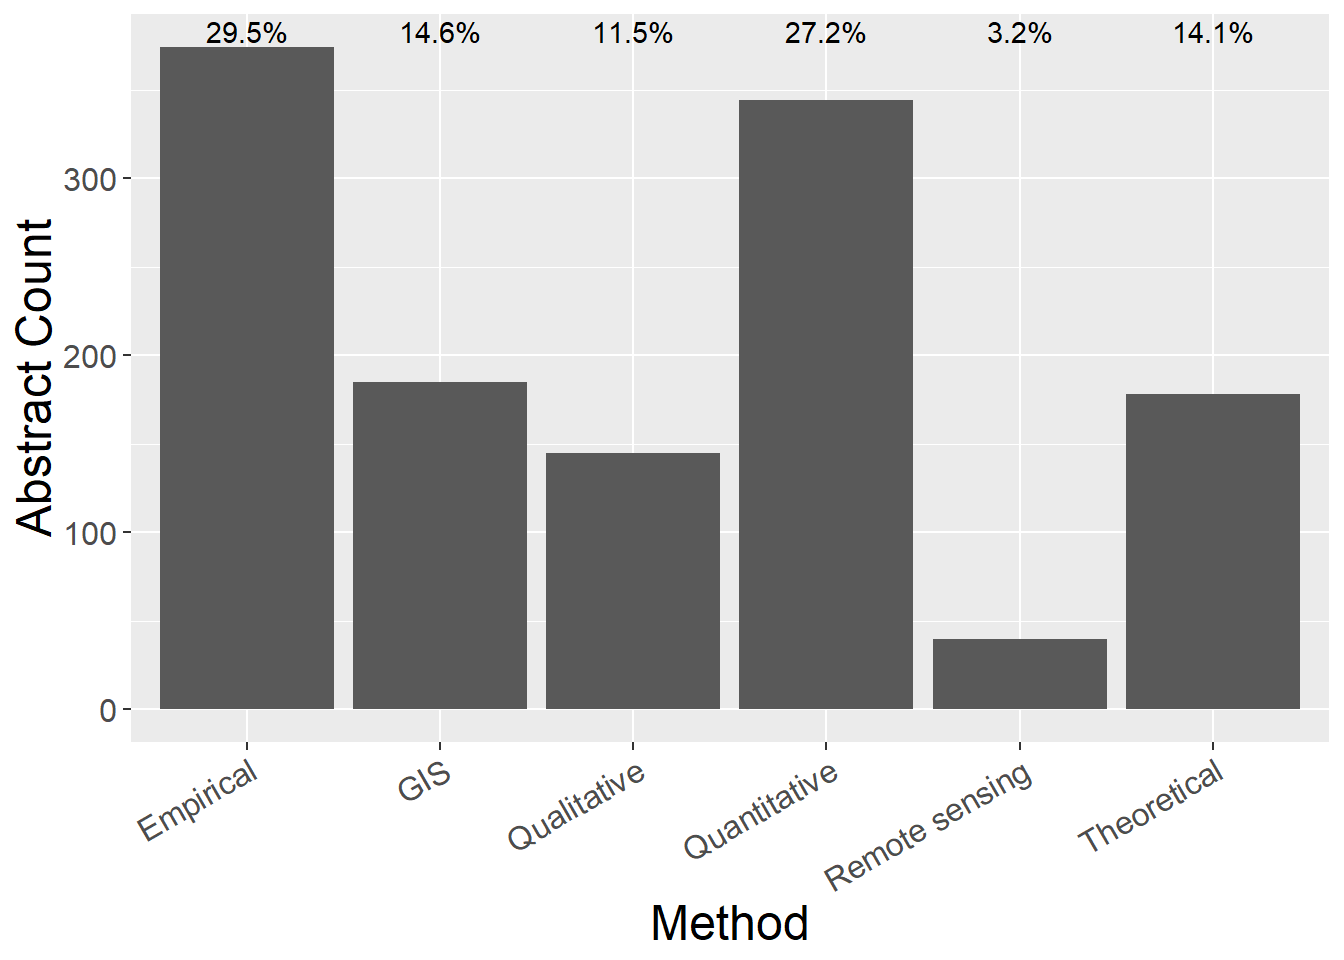 29.5% 14.6% 11.5% 27.2% 3.2% 14.1%
300
200
100
0
Abstract Count
Empirical GIS Qualitative Quantitative Remote sensing Theoretical
Method